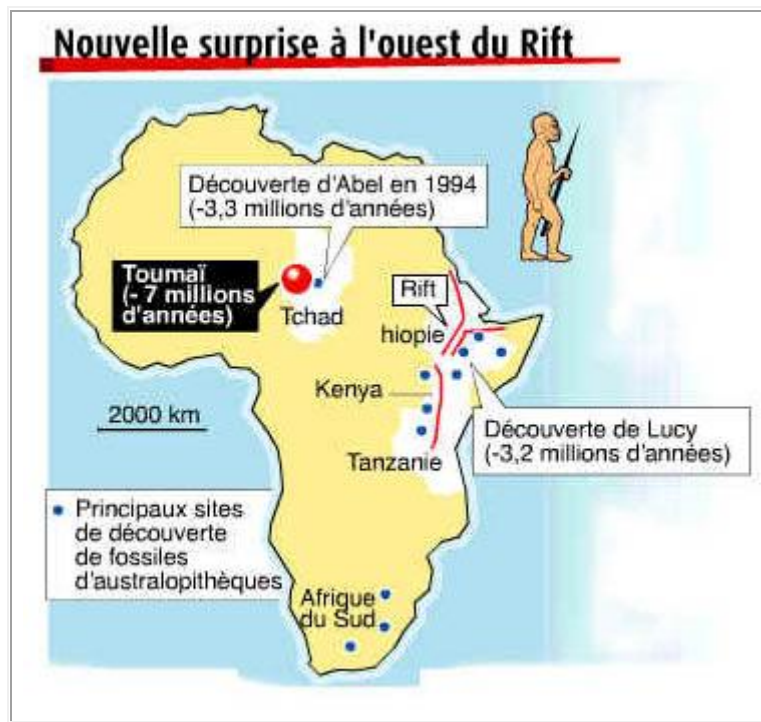 Nouvelle surprise à l'ouest du Rift
Découverte d'Abel en 1994
(-3,3 millions d'années)
Toumaï
(- 7 millions
d'années)
Tchad
Rift
hiopie
Kenya
2000 km
Découverte de Lucy
(-3,2 millions d'années)
Tanzanie
Principaux sites
de découverte
de fossiles
d'australopithèques
Afrique
du Sud